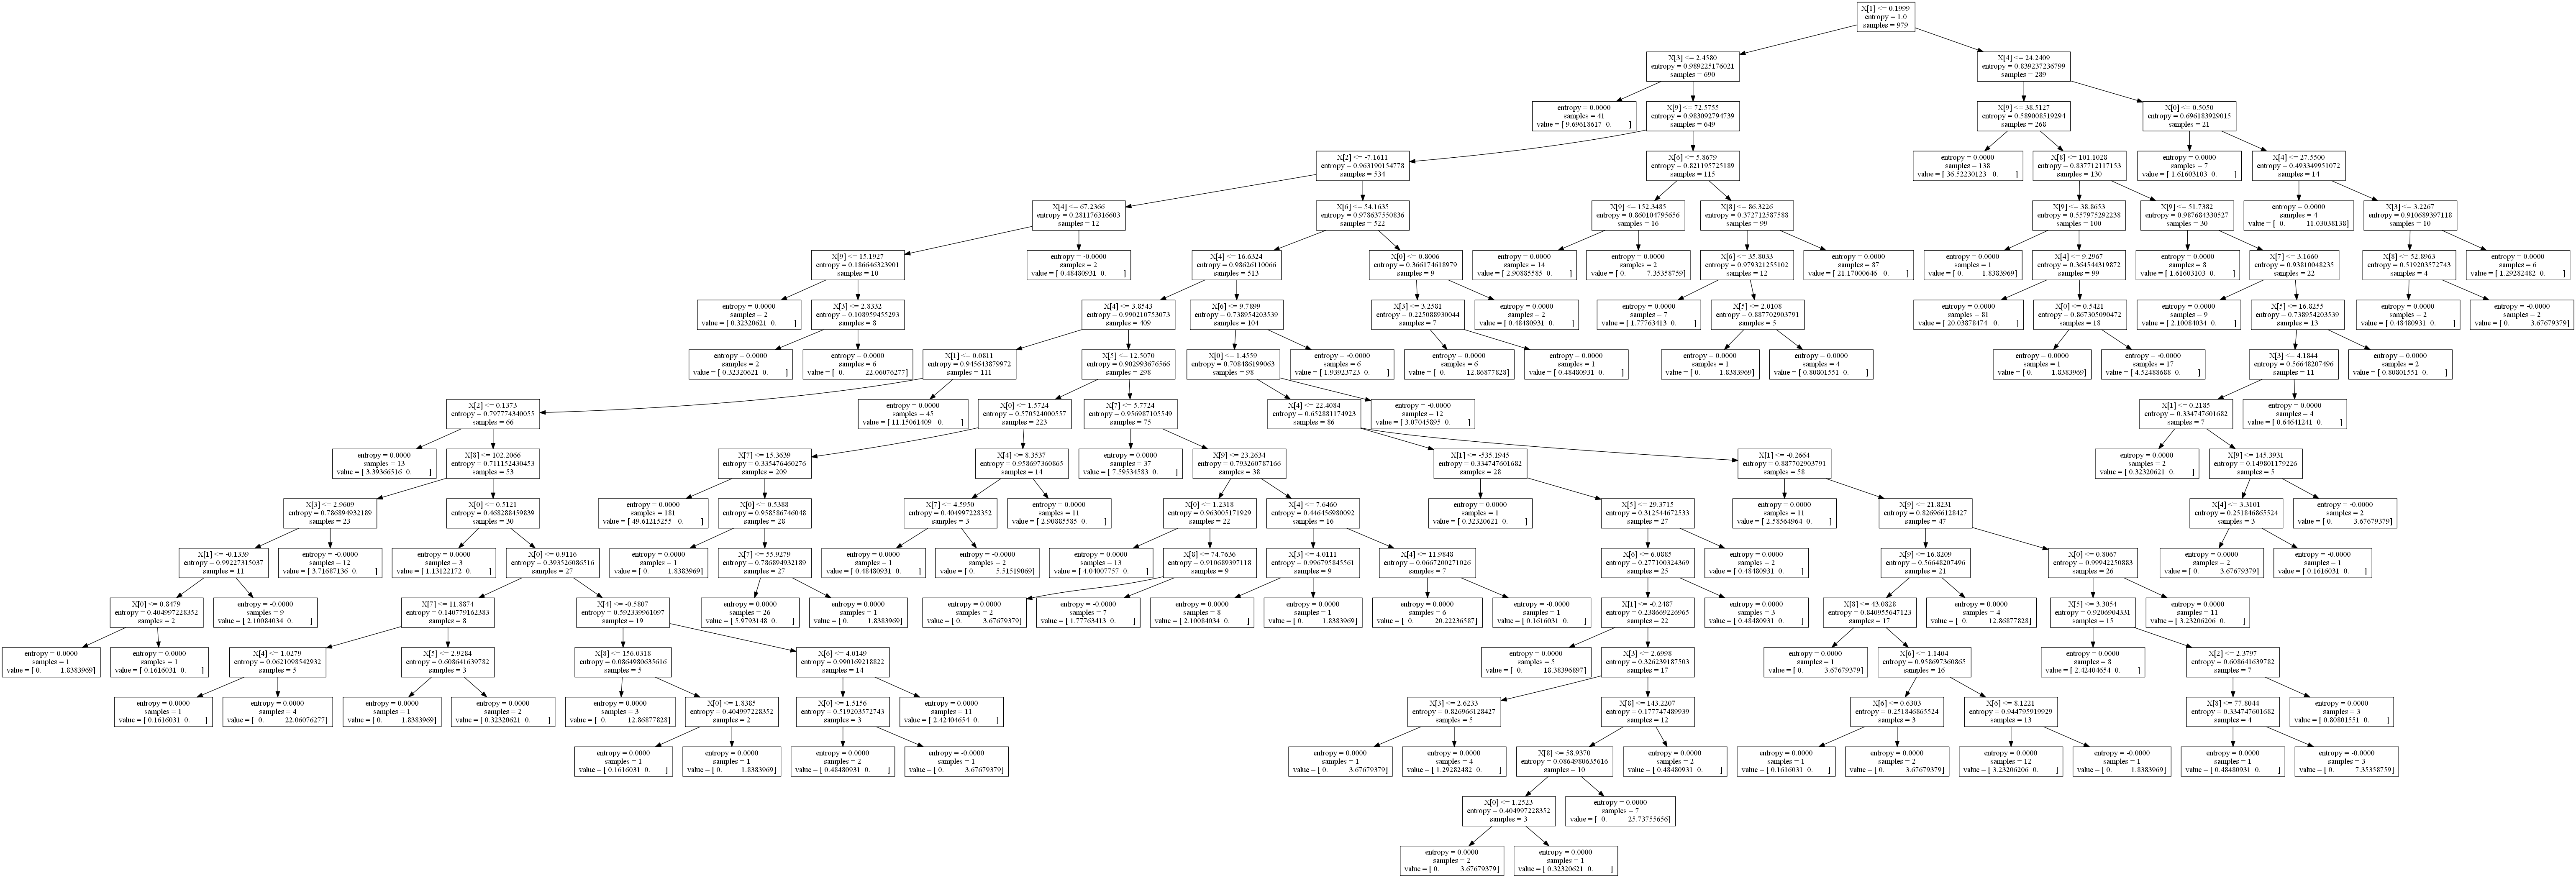 X[1] <= 0.1999
entropy = 1.0
samples = 979
X[3] <= 2.4580
entropy = 0.989225176021
samples = 690
X[4] <= 24.2409
entropy = 0.839237236799
samples = 289
entropy = 0.0000
samples = 41
value = [ 9.69618617 0. ]
X[9] <= 72.5755
entropy = 0.983092794739
samples = 649
X[9] <= 38.5127
entropy = 0.589008519294
samples = 268
X[0] <= 0.5050
entropy = 0.696183929015
samples = 21
X[2] <= -7.1611
entropy = 0.963190154778
samples = 534
X[6] <= 5.8679
entropy = 0.821195725189
samples = 115
entropy = 0.0000
samples = 138
value = [ 36.52230123 0. ]
X[8] <= 101.1028
entropy = 0.837712117153
samples = 130
entropy = 0.0000
samples = 7
value = [ 1.61603103 0. ]
X[4] <= 27.5500
entropy = 0.493349951072
samples = 14
X[4] <= 67.2366
entropy = 0.281176316603
samples = 12
X[6] <= 54.1635
entropy = 0.978637550836
samples = 522
X[9] <= 152.3485
entropy = 0.860104795656
samples = 16
X[8] <= 86.3226
entropy = 0.372712587588
samples = 99
X[9] <= 38.8653
entropy = 0.557975292238
samples = 100
X[9] <= 51.7382
entropy = 0.987684330527
samples = 30
entropy = 0.0000
samples = 4
value = [ 0. 11.03038138]
X[3] <= 3.2267
entropy = 0.910689397118
samples = 10
X[9] <= 15.1927
entropy = 0.186646323901
samples = 10
entropy = -0.0000
samples = 2
value = [ 0.48480931 0. ]
X[4] <= 16.6324
entropy = 0.98626110066
samples = 513
X[0] <= 0.8006
entropy = 0.366174618979
samples = 9
entropy = 0.0000
samples = 14
value = [ 2.90885585 0. ]
entropy = 0.0000
samples = 2
value = [ 0. 7.35358759]
X[6] <= 35.8033
entropy = 0.979321255102
samples = 12
entropy = 0.0000
samples = 87
value = [ 21.17000646 0. ]
entropy = 0.0000
samples = 1
value = [ 0. 1.8383969]
X[4] <= 9.2967
entropy = 0.364544319872
samples = 99
entropy = 0.0000
samples = 8
value = [ 1.61603103 0. ]
X[7] <= 3.1660
entropy = 0.93810048235
samples = 22
X[8] <= 52.8963
entropy = 0.519203572743
samples = 4
entropy = 0.0000
samples = 6
value = [ 1.29282482 0. ]
entropy = 0.0000
samples = 2
value = [ 0.32320621 0. ]
X[3] <= 2.8332
entropy = 0.108959455293
samples = 8
X[4] <= 3.8543
entropy = 0.990210753073
samples = 409
X[6] <= 9.7899
entropy = 0.738954203539
samples = 104
X[3] <= 3.2581
entropy = 0.225088930044
samples = 7
entropy = 0.0000
samples = 2
value = [ 0.48480931 0. ]
entropy = 0.0000
samples = 7
value = [ 1.77763413 0. ]
X[5] <= 2.0108
entropy = 0.887702903791
samples = 5
entropy = 0.0000
samples = 81
value = [ 20.03878474 0. ]
X[0] <= 0.5421
entropy = 0.867305090472
samples = 18
entropy = 0.0000
samples = 9
value = [ 2.10084034 0. ]
X[5] <= 16.8255
entropy = 0.738954203539
samples = 13
entropy = 0.0000
samples = 2
value = [ 0.48480931 0. ]
entropy = -0.0000
samples = 2
value = [ 0. 3.67679379]
entropy = 0.0000
samples = 2
value = [ 0.32320621 0. ]
entropy = 0.0000
samples = 6
value = [ 0. 22.06076277]
X[1] <= 0.0811
entropy = 0.945643879972
samples = 111
X[5] <= 12.5070
entropy = 0.902993676566
samples = 298
X[0] <= 1.4559
entropy = 0.708486199063
samples = 98
entropy = -0.0000
samples = 6
value = [ 1.93923723 0. ]
entropy = 0.0000
samples = 6
value = [ 0. 12.86877828]
entropy = 0.0000
samples = 1
value = [ 0.48480931 0. ]
entropy = 0.0000
samples = 1
value = [ 0. 1.8383969]
entropy = 0.0000
samples = 4
value = [ 0.80801551 0. ]
entropy = 0.0000
samples = 1
value = [ 0. 1.8383969]
entropy = -0.0000
samples = 17
value = [ 4.52488688 0. ]
X[3] <= 4.1844
entropy = 0.56648207496
samples = 11
entropy = 0.0000
samples = 2
value = [ 0.80801551 0. ]
X[2] <= 0.1373
entropy = 0.797774340055
samples = 66
entropy = 0.0000
samples = 45
value = [ 11.15061409 0. ]
X[0] <= 1.5724
entropy = 0.570524000557
samples = 223
X[7] <= 5.7724
entropy = 0.956987105549
samples = 75
X[4] <= 22.4084
entropy = 0.652881174923
samples = 86
entropy = -0.0000
samples = 12
value = [ 3.07045895 0. ]
X[1] <= 0.2185
entropy = 0.334747601682
samples = 7
entropy = 0.0000
samples = 4
value = [ 0.64641241 0. ]
entropy = 0.0000
samples = 13
value = [ 3.39366516 0. ]
X[8] <= 102.2066
entropy = 0.711152430453
samples = 53
X[7] <= 15.3639
entropy = 0.335476460276
samples = 209
X[4] <= 8.3537
entropy = 0.958697360865
samples = 14
entropy = 0.0000
samples = 37
value = [ 7.59534583 0. ]
X[9] <= 23.2634
entropy = 0.793260787166
samples = 38
X[1] <= -535.1945
entropy = 0.334747601682
samples = 28
X[1] <= -0.2664
entropy = 0.887702903791
samples = 58
entropy = 0.0000
samples = 2
value = [ 0.32320621 0. ]
X[9] <= 145.3931
entropy = 0.149801179226
samples = 5
X[3] <= 2.9609
entropy = 0.786894932189
samples = 23
X[0] <= 0.5121
entropy = 0.468288459839
samples = 30
entropy = 0.0000
samples = 181
value = [ 49.61215255 0. ]
X[0] <= 0.5388
entropy = 0.958586746048
samples = 28
X[7] <= 4.5950
entropy = 0.404997228352
samples = 3
entropy = 0.0000
samples = 11
value = [ 2.90885585 0. ]
X[0] <= 1.2318
entropy = 0.963005171929
samples = 22
X[4] <= 7.6460
entropy = 0.446456980092
samples = 16
entropy = 0.0000
samples = 1
value = [ 0.32320621 0. ]
X[5] <= 29.3715
entropy = 0.312544672533
samples = 27
entropy = 0.0000
samples = 11
value = [ 2.58564964 0. ]
X[9] <= 21.8231
entropy = 0.826966128427
samples = 47
X[4] <= 3.3101
entropy = 0.251846865524
samples = 3
entropy = -0.0000
samples = 2
value = [ 0. 3.67679379]
X[1] <= -0.1339
entropy = 0.99227315037
samples = 11
entropy = -0.0000
samples = 12
value = [ 3.71687136 0. ]
entropy = 0.0000
samples = 3
value = [ 1.13122172 0. ]
X[0] <= 0.9116
entropy = 0.393526086516
samples = 27
entropy = 0.0000
samples = 1
value = [ 0. 1.8383969]
X[7] <= 55.9279
entropy = 0.786894932189
samples = 27
entropy = 0.0000
samples = 1
value = [ 0.48480931 0. ]
entropy = -0.0000
samples = 2
value = [ 0. 5.51519069]
entropy = 0.0000
samples = 13
value = [ 4.04007757 0. ]
X[8] <= 74.7636
entropy = 0.910689397118
samples = 9
X[3] <= 4.0111
entropy = 0.996795845561
samples = 9
X[4] <= 11.9848
entropy = 0.0667200271026
samples = 7
X[6] <= 6.0885
entropy = 0.277100324369
samples = 25
entropy = 0.0000
samples = 2
value = [ 0.48480931 0. ]
X[9] <= 16.8209
entropy = 0.56648207496
samples = 21
X[0] <= 0.8067
entropy = 0.99942250883
samples = 26
entropy = 0.0000
samples = 2
value = [ 0. 3.67679379]
entropy = -0.0000
samples = 1
value = [ 0.1616031 0. ]
X[0] <= 0.8479
entropy = 0.404997228352
samples = 2
entropy = -0.0000
samples = 9
value = [ 2.10084034 0. ]
X[7] <= 11.8874
entropy = 0.140779162383
samples = 8
X[4] <= -0.5807
entropy = 0.592339961097
samples = 19
entropy = 0.0000
samples = 26
value = [ 5.9793148 0. ]
entropy = 0.0000
samples = 1
value = [ 0. 1.8383969]
entropy = 0.0000
samples = 2
value = [ 0. 3.67679379]
entropy = -0.0000
samples = 7
value = [ 1.77763413 0. ]
entropy = 0.0000
samples = 8
value = [ 2.10084034 0. ]
entropy = 0.0000
samples = 1
value = [ 0. 1.8383969]
entropy = 0.0000
samples = 6
value = [ 0. 20.22236587]
entropy = -0.0000
samples = 1
value = [ 0.1616031 0. ]
X[1] <= -0.2487
entropy = 0.238669226965
samples = 22
entropy = 0.0000
samples = 3
value = [ 0.48480931 0. ]
X[8] <= 43.0828
entropy = 0.840955647123
samples = 17
entropy = 0.0000
samples = 4
value = [ 0. 12.86877828]
X[5] <= 3.3054
entropy = 0.9206904331
samples = 15
entropy = 0.0000
samples = 11
value = [ 3.23206206 0. ]
entropy = 0.0000
samples = 1
value = [ 0. 1.8383969]
entropy = 0.0000
samples = 1
value = [ 0.1616031 0. ]
X[4] <= 1.0279
entropy = 0.0621098542932
samples = 5
X[5] <= 2.9284
entropy = 0.608641639782
samples = 3
X[8] <= 156.0318
entropy = 0.0864980635616
samples = 5
X[6] <= 4.0149
entropy = 0.990169218822
samples = 14
entropy = 0.0000
samples = 5
value = [ 0. 18.38396897]
X[3] <= 2.6998
entropy = 0.326239187503
samples = 17
entropy = 0.0000
samples = 1
value = [ 0. 3.67679379]
X[6] <= 1.1404
entropy = 0.958697360865
samples = 16
entropy = 0.0000
samples = 8
value = [ 2.42404654 0. ]
X[2] <= 2.3797
entropy = 0.608641639782
samples = 7
entropy = 0.0000
samples = 1
value = [ 0.1616031 0. ]
entropy = 0.0000
samples = 4
value = [ 0. 22.06076277]
entropy = 0.0000
samples = 1
value = [ 0. 1.8383969]
entropy = 0.0000
samples = 2
value = [ 0.32320621 0. ]
entropy = 0.0000
samples = 3
value = [ 0. 12.86877828]
X[0] <= 1.8385
entropy = 0.404997228352
samples = 2
X[0] <= 1.5156
entropy = 0.519203572743
samples = 3
entropy = 0.0000
samples = 11
value = [ 2.42404654 0. ]
X[3] <= 2.6233
entropy = 0.826966128427
samples = 5
X[8] <= 143.2207
entropy = 0.177747489939
samples = 12
X[6] <= 0.6303
entropy = 0.251846865524
samples = 3
X[6] <= 8.1221
entropy = 0.944795919929
samples = 13
X[8] <= 77.8044
entropy = 0.334747601682
samples = 4
entropy = 0.0000
samples = 3
value = [ 0.80801551 0. ]
entropy = 0.0000
samples = 1
value = [ 0.1616031 0. ]
entropy = 0.0000
samples = 1
value = [ 0. 1.8383969]
entropy = 0.0000
samples = 2
value = [ 0.48480931 0. ]
entropy = -0.0000
samples = 1
value = [ 0. 3.67679379]
entropy = 0.0000
samples = 1
value = [ 0. 3.67679379]
entropy = 0.0000
samples = 4
value = [ 1.29282482 0. ]
X[8] <= 58.9370
entropy = 0.0864980635616
samples = 10
entropy = 0.0000
samples = 2
value = [ 0.48480931 0. ]
entropy = 0.0000
samples = 1
value = [ 0.1616031 0. ]
entropy = 0.0000
samples = 2
value = [ 0. 3.67679379]
entropy = 0.0000
samples = 12
value = [ 3.23206206 0. ]
entropy = -0.0000
samples = 1
value = [ 0. 1.8383969]
entropy = 0.0000
samples = 1
value = [ 0.48480931 0. ]
entropy = -0.0000
samples = 3
value = [ 0. 7.35358759]
X[0] <= 1.2523
entropy = 0.404997228352
samples = 3
entropy = 0.0000
samples = 7
value = [ 0. 25.73755656]
entropy = 0.0000
samples = 2
value = [ 0. 3.67679379]
entropy = 0.0000
samples = 1
value = [ 0.32320621 0. ]